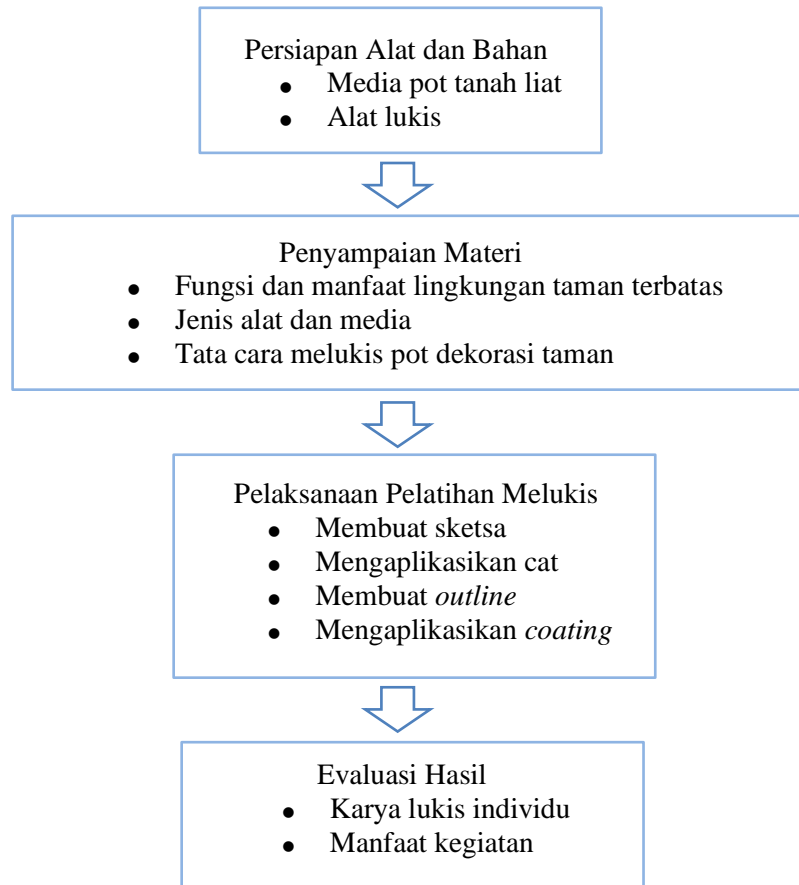 Persiapan Alat dan Bahan
● Media pot tanah liat
● Alat lukis
Penyampaian Materi
● Fungsi dan manfaat lingkungan taman terbatas
● Jenis alat dan media
● Tata cara melukis pot dekorasi taman
Pelaksanaan Pelatihan Melukis
● Membuat sketsa
● Mengaplikasikan cat
● Membuat outline
● Mengaplikasikan coating
Evaluasi Hasil
● Karya lukis individu
● Manfaat kegiatan